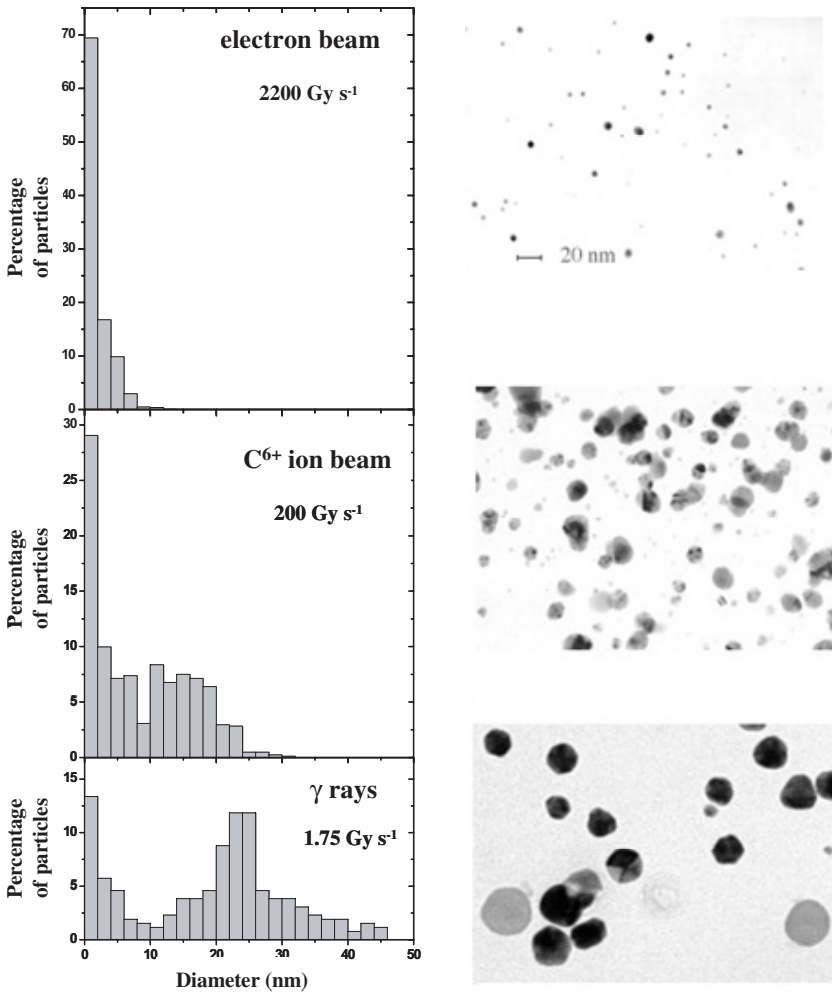 electron beam
2200 Gy s⁻¹
Percentage
of particles
70
60
50
40
30
20
10
0
20 nm
C⁶⁺ ion beam
200 Gy s⁻¹
Percentage
of particles
30
25
20
15
10
5
0
γ rays
1.75 Gy s⁻¹
Percentage
of particles
15
10
5
0
0 10 20 30 40 50
Diameter (nm)